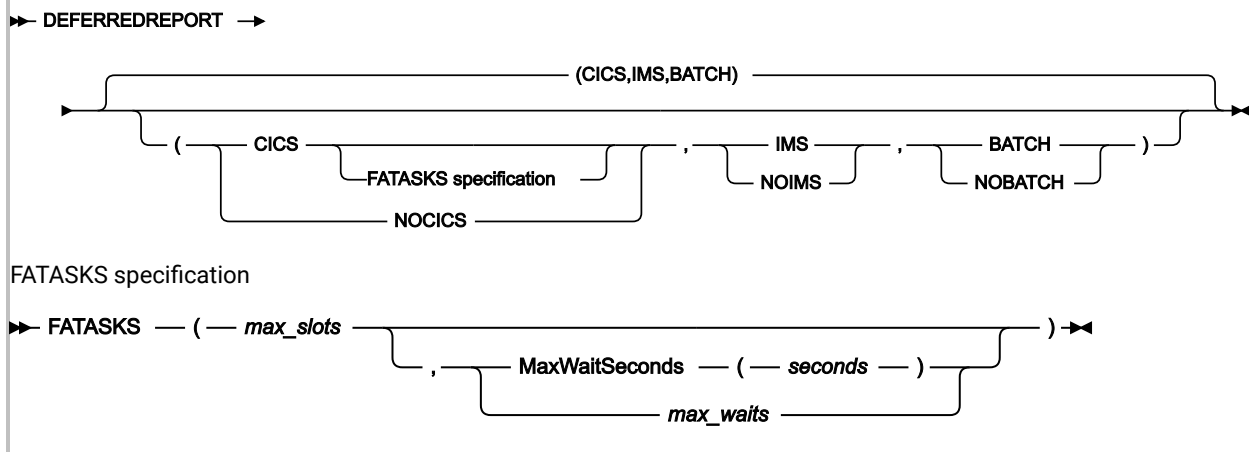 DEFERREDREPORT
(CICS,IMS,BATCH)
( CICS , IMS , BATCH )
FATASKS specification NOIMS NOBATCH
NOCICS
FATASKS specification
FATASKS ( max_slots )
, MaxWaitSeconds ( seconds )
max_waits